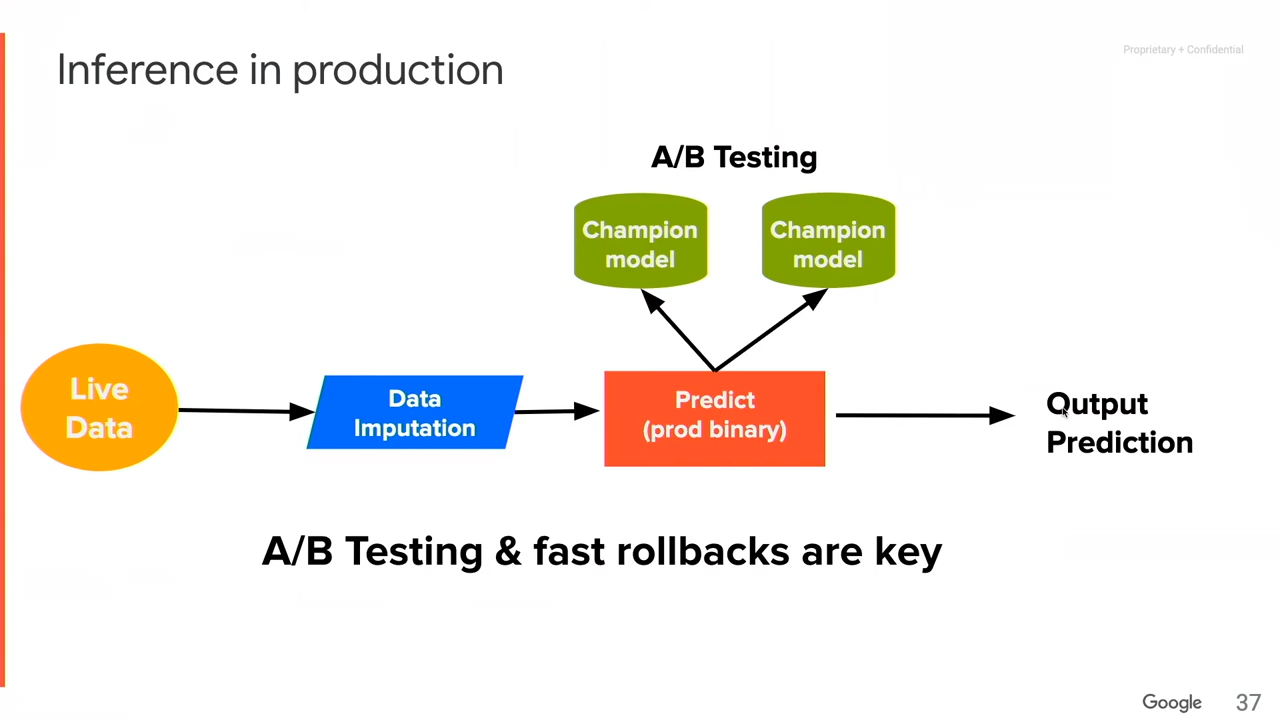 Inference in production
Proprietary + Confidential
A/B Testing
Champion
model
Champion
model
Live
Data
Data
Imputation
Predict
(prod binary)
Output
Prediction
A/B Testing & fast rollbacks are key
Google
37